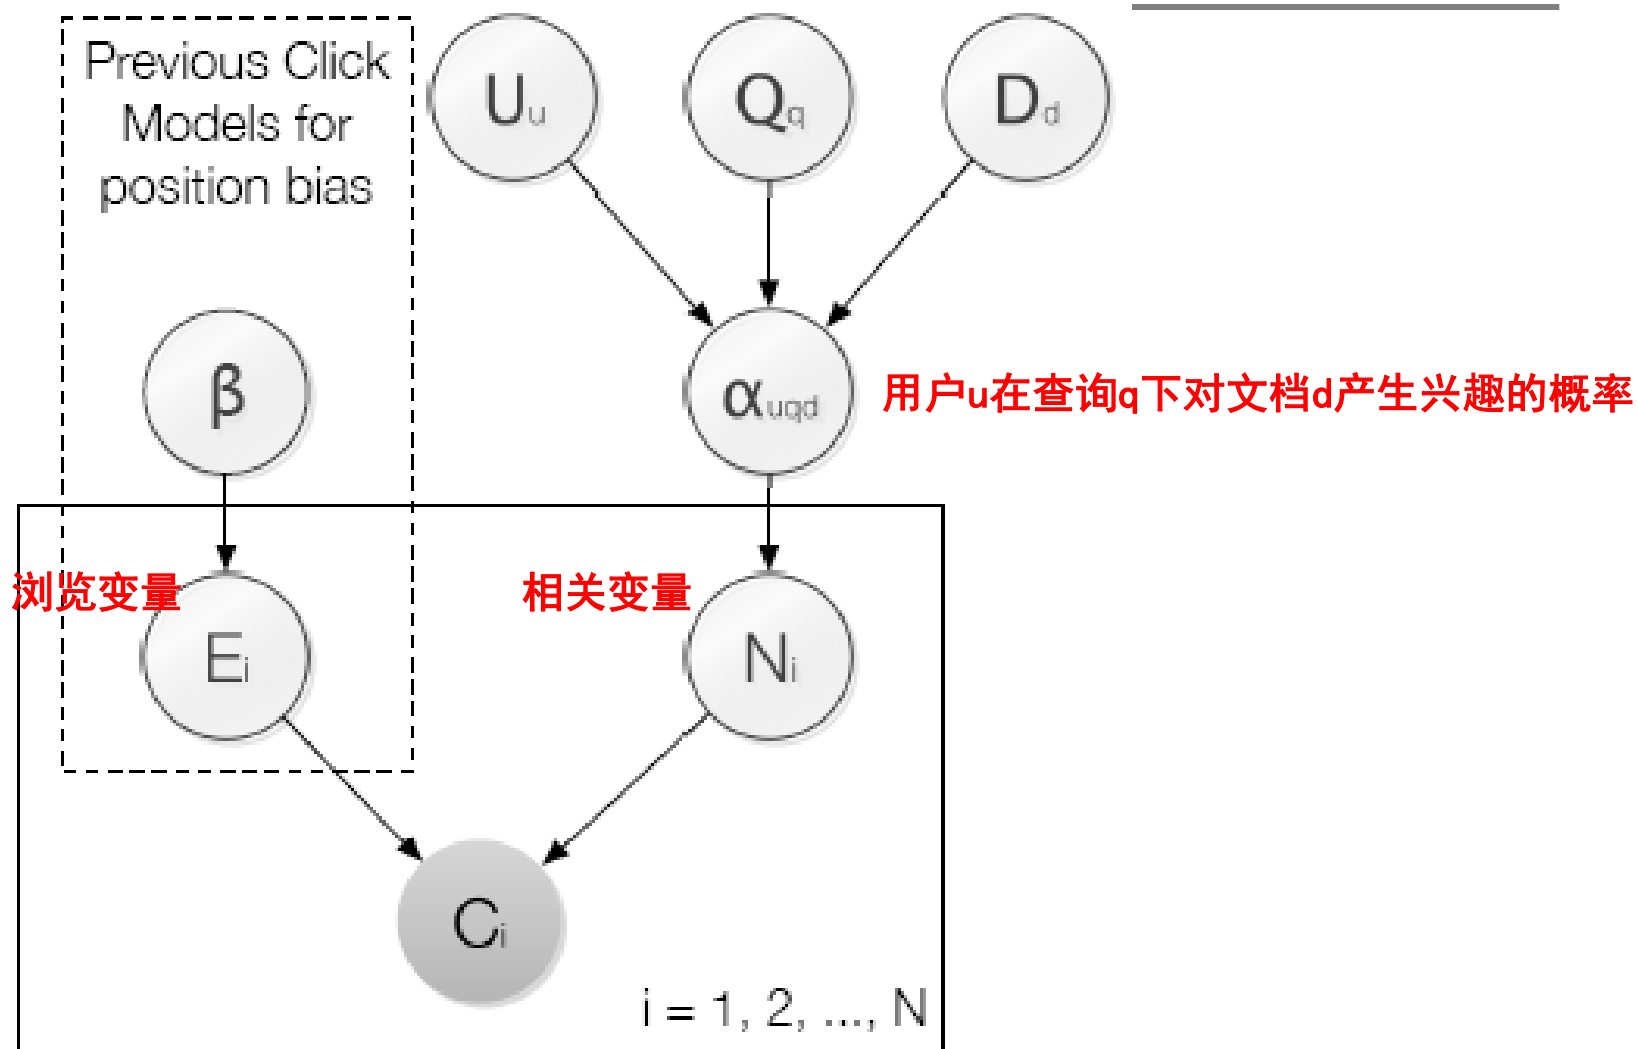 Previous Click
Models for
position bias
Uu
Qq
Dd
β
αuqd
用户u在查询q下对文档d产生兴趣的概率
浏览变量
相关变量
Ei
Ni
Ci
i = 1, 2, ..., N